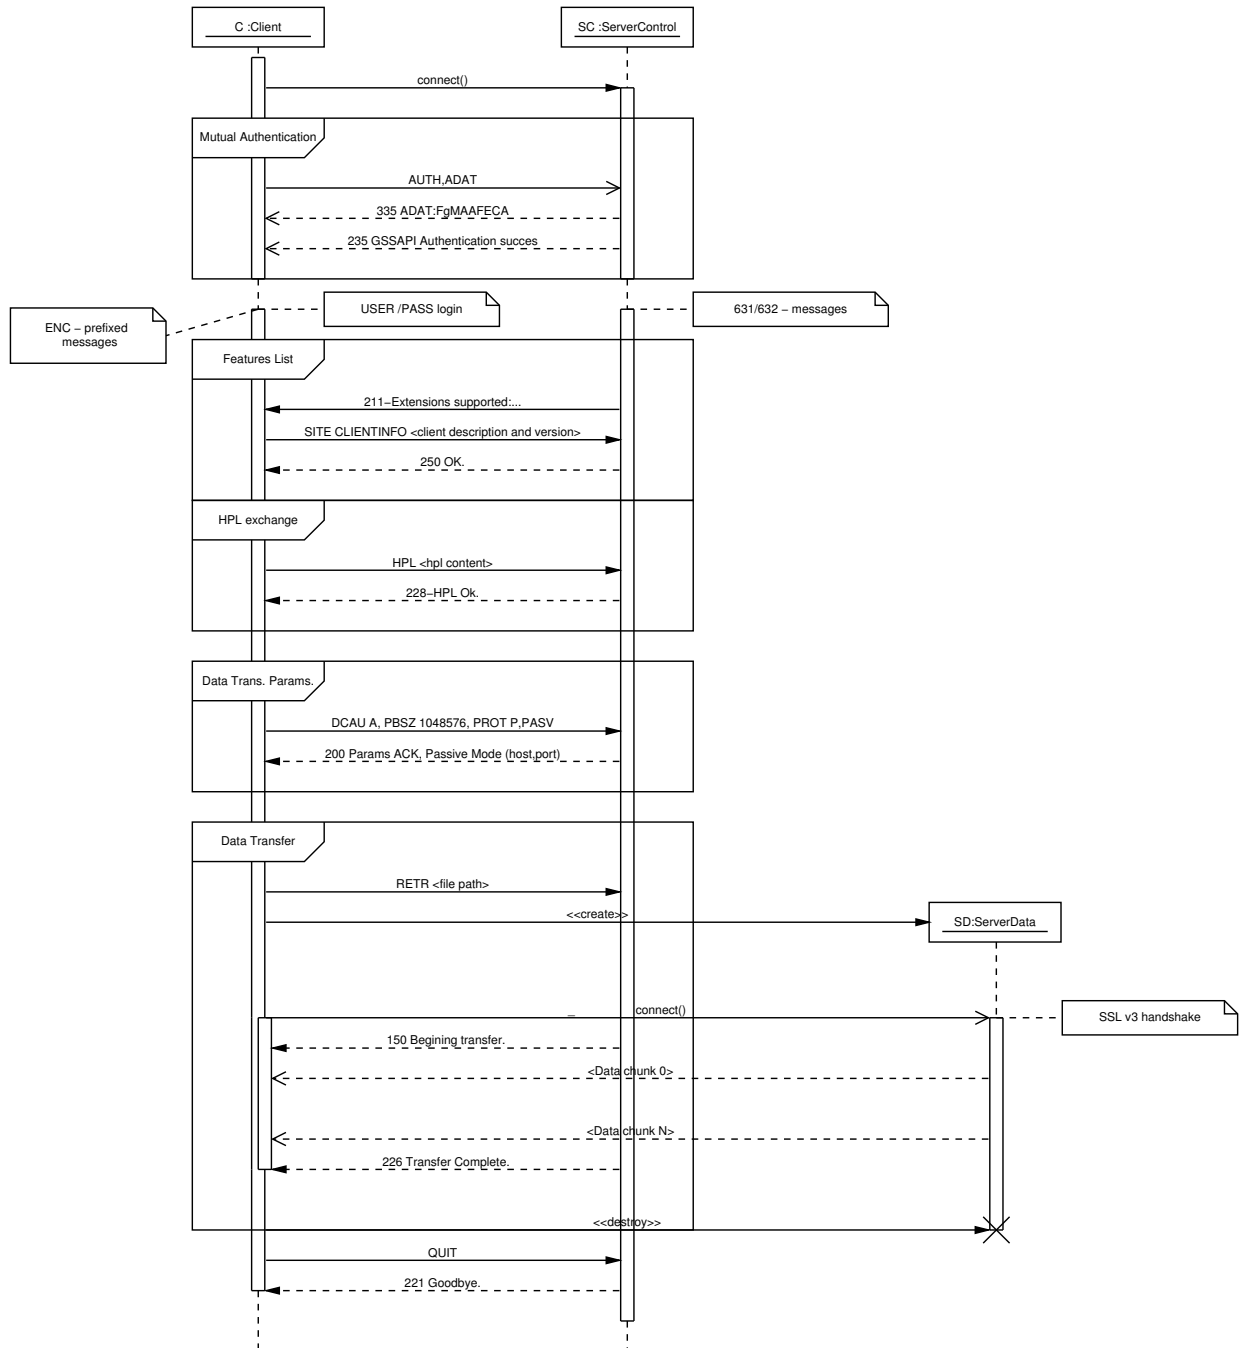 C :Client
SC :ServerControl
connect()
Mutual Authentication
AUTH,ADAT
335 ADAT:FgMAAFECA
235 GSSAPI Authentication succes
USER /PASS login
631/632 – messages
ENC – prefixed
messages
Features List
211–Extensions supported:...
SITE CLIENTINFO <client description and version>
250 OK.
HPL exchange
HPL <hpl content>
228–HPL Ok.
Data Trans. Params.
DCAU A, PBSZ 1048576, PROT P,PASV
200 Params ACK, Passive Mode (host,port)
Data Transfer
RETR <file path>
<<create>>
SD:ServerData
_ connect()
SSL v3 handshake
150 Begining transfer.
<Data chunk 0>
<Data chunk N>
226 Transfer Complete.
<<destroy>>
QUIT
221 Goodbye.